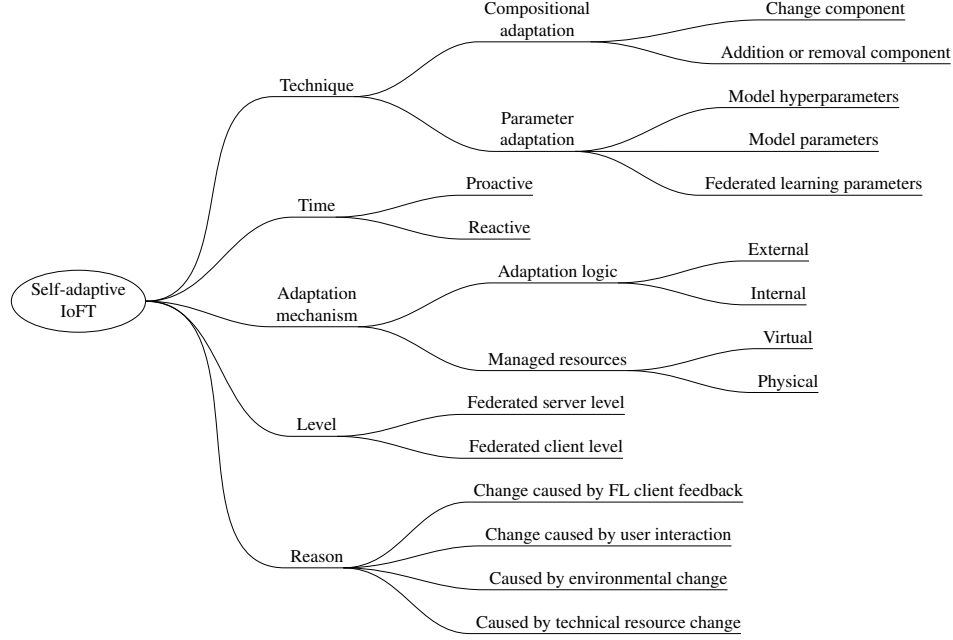 Self-adaptive
IoFT
Technique
Compositional
adaptation
Change component
Addition or removal component
Parameter
adaptation
Model hyperparameters
Model parameters
Federated learning parameters
Time
Proactive
Reactive
Adaptation
mechanism
Adaptation logic
External
Internal
Managed resources
Virtual
Physical
Level
Federated server level
Federated client level
Reason
Change caused by FL client feedback
Change caused by user interaction
Caused by environmental change
Caused by technical resource change